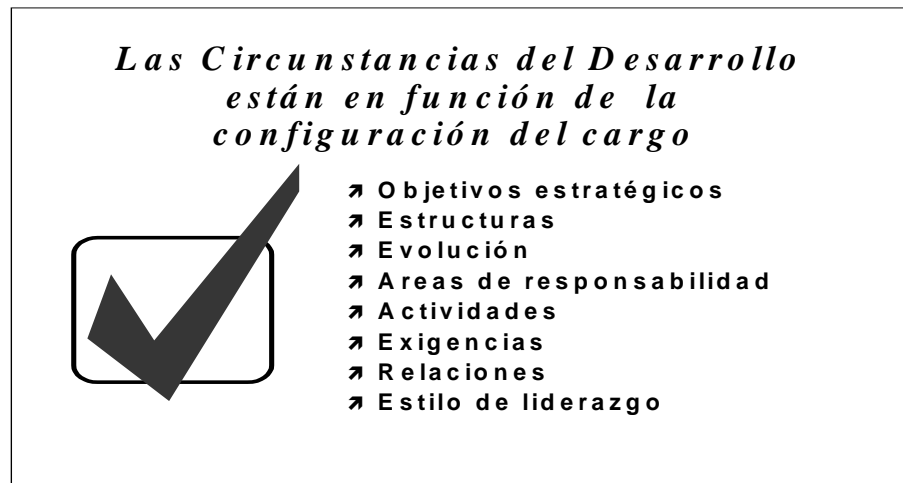 Las Circunstancias del Desarrollo
están en función de la
configuración del cargo
Objetivos estratégicos
Estructuras
Evolución
Areas de responsabilidad
Actividades
Exigencias
Relaciones
Estilo de liderazgo